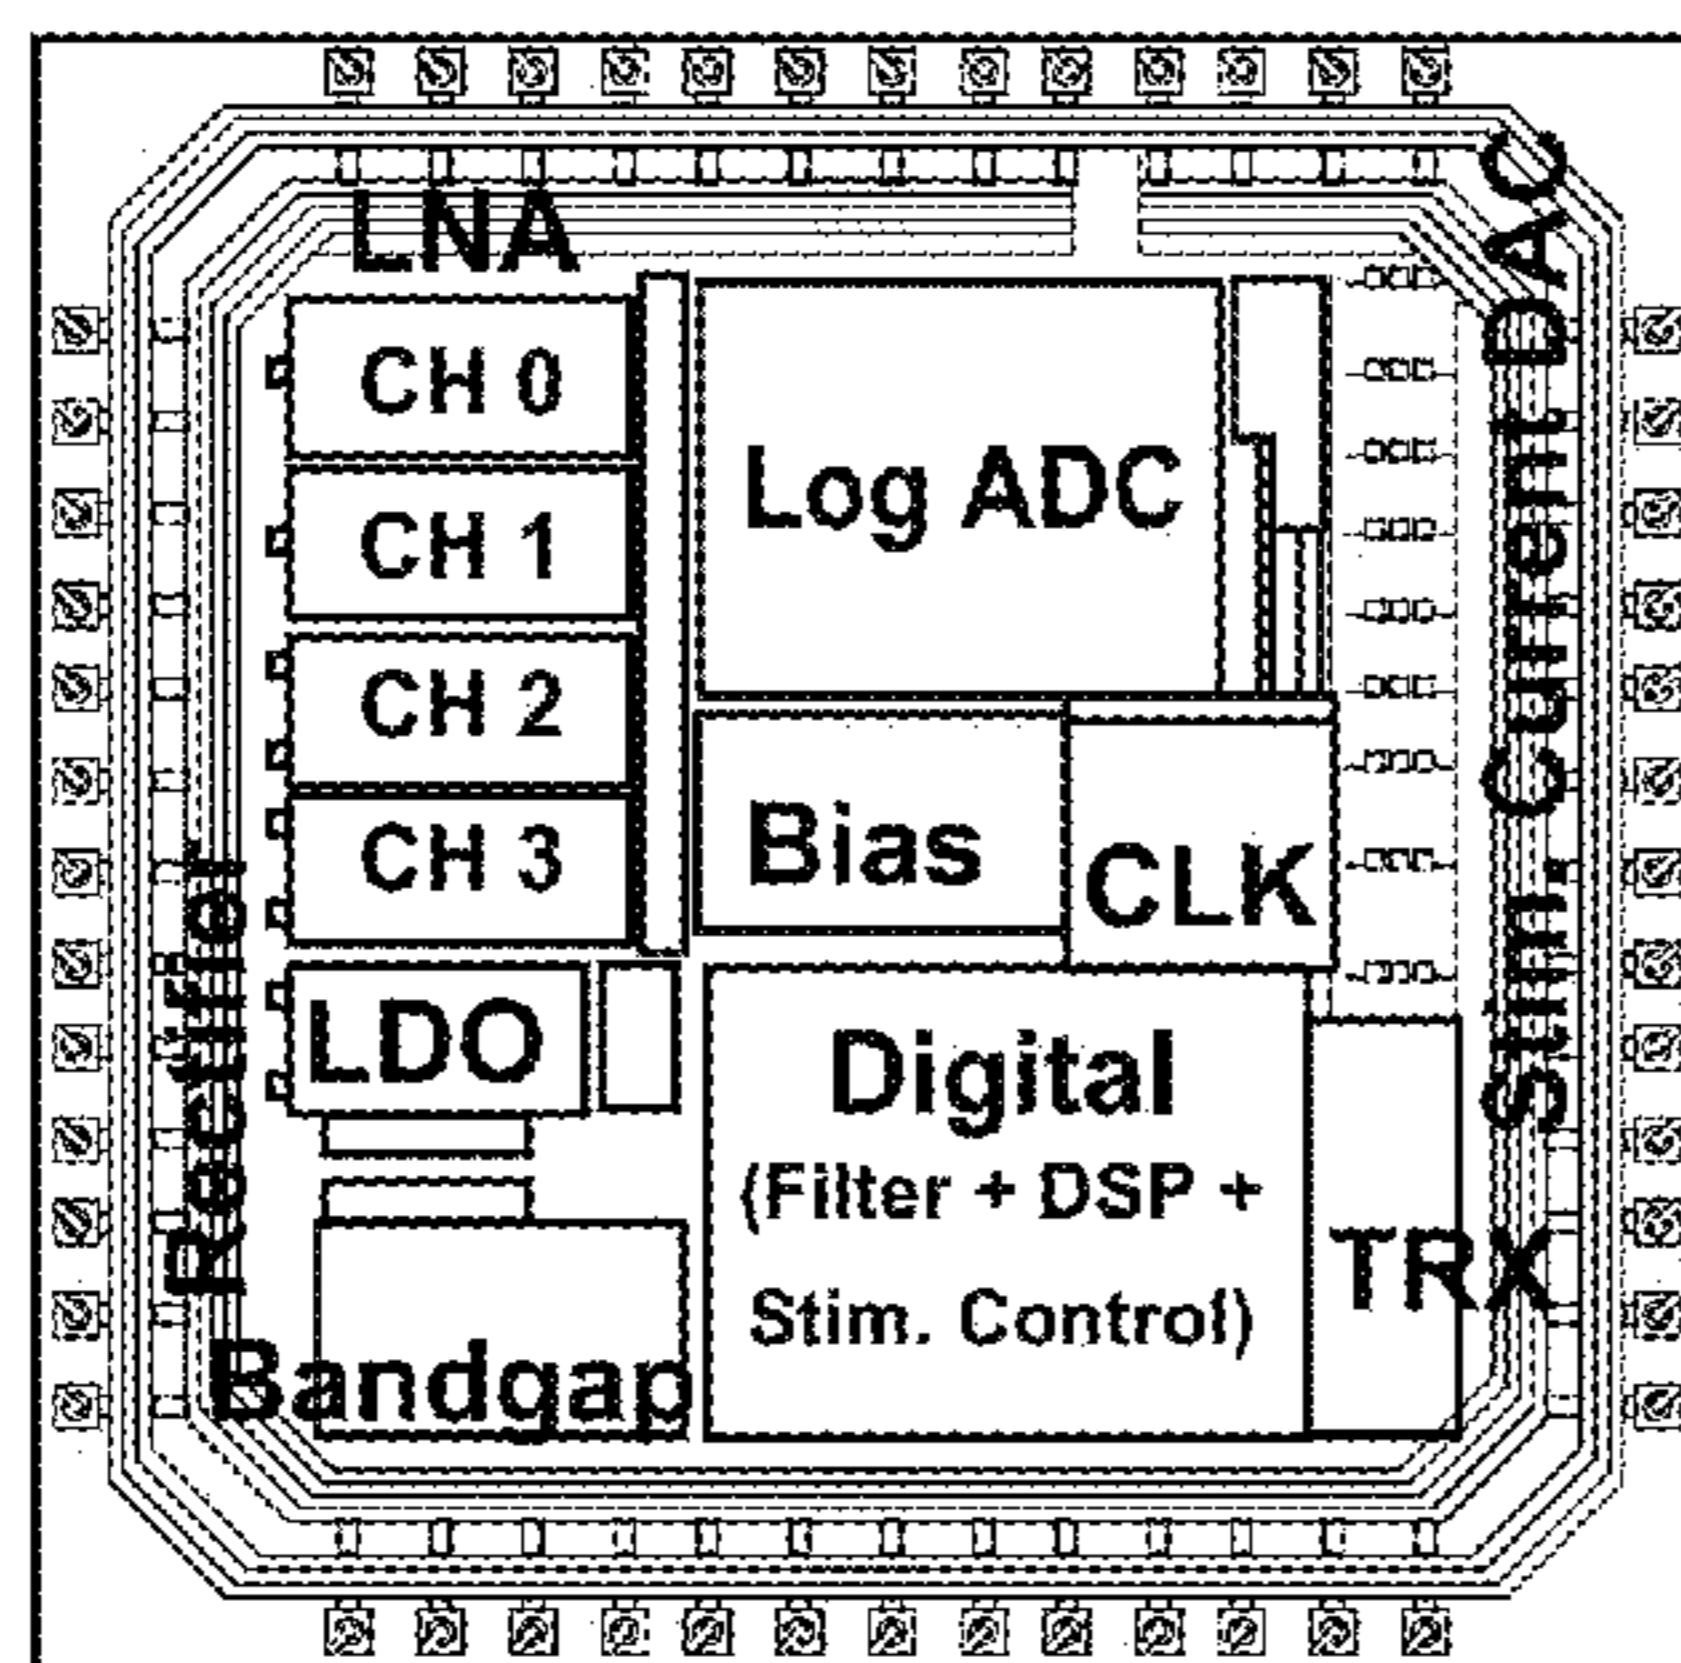 LNA
CH 0
CH 1
CH 2
CH 3
Log ADC
Stim. Current DAC
Bias
CLK
Rectifier
LDO
Digital
(Filter + DSP +
Stim. Control)
TRX
Bandgap